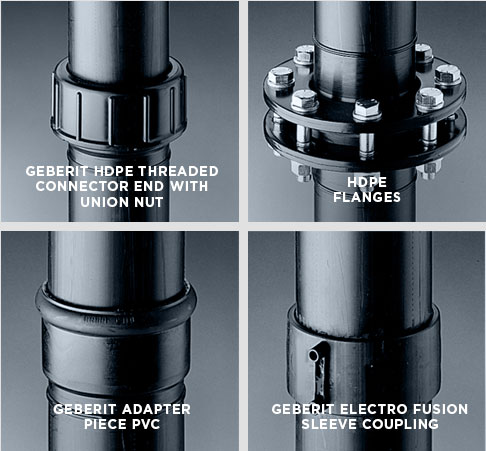 GEBERIT HDPE THREADED
CONNECTOR END WITH
UNION NUT
HDPE
FLANGES
GEBERIT ADAPTER
PIECE PVC
GEBERIT ELECTRO FUSION
SLEEVE COUPLING